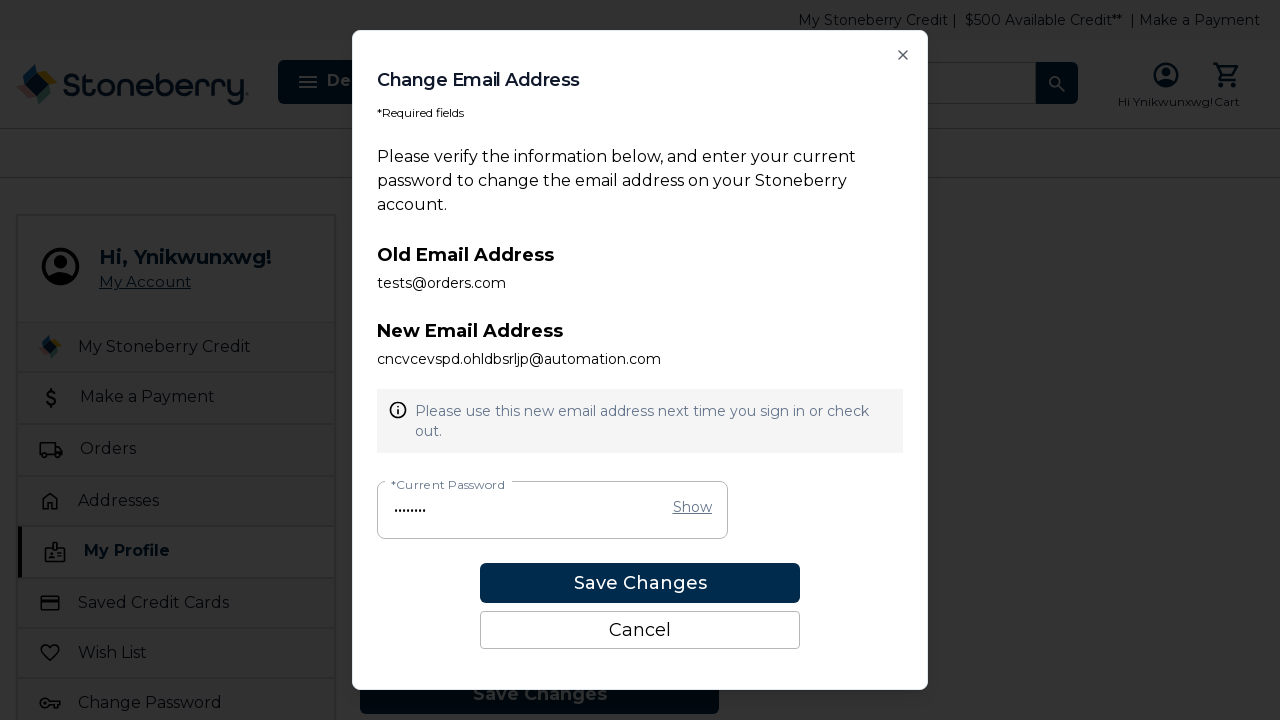 My Stoneberry Credit | $500 Available Credit** | Make a Payment
Stoneberry
De
Hi Ynikwunxwg! Cart
Change Email Address
*Required fields
Please verify the information below, and enter your current
password to change the email address on your Stoneberry
account.
Old Email Address
tests@orders.com
New Email Address
cncvcevspd.ohldbsrljp@automation.com
Please use this new email address next time you sign in or check
out.
*Current Password
••••••••
Show
Save Changes
Cancel
Hi, Ynikwunxwg!
My Account
My Stoneberry Credit
Make a Payment
Orders
Addresses
My Profile
Saved Credit Cards
Wish List
Change Password
Save Changes